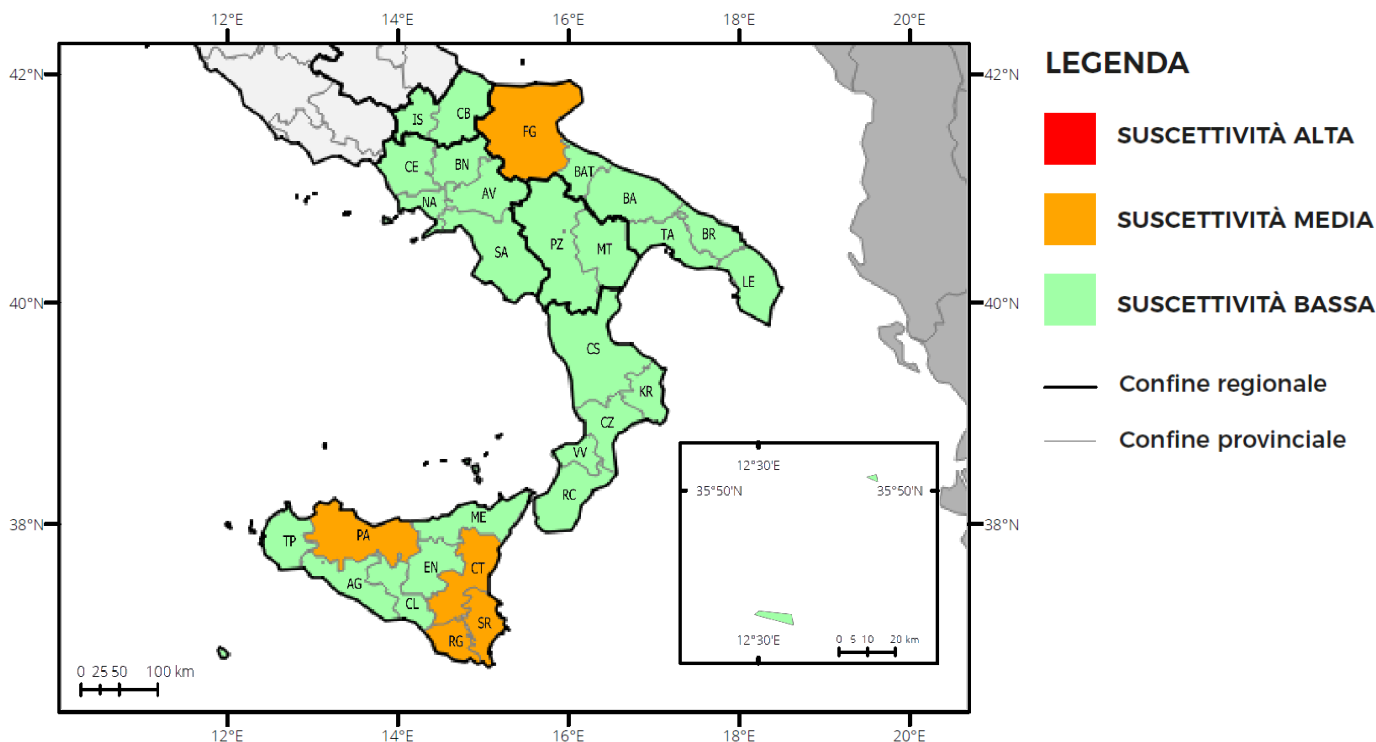 12°E 14°E 16°E 18°E 20°E
42°N 42°N
LEGENDA
SUSCETTIVITÀ ALTA
SUSCETTIVITÀ MEDIA
SUSCETTIVITÀ BASSA
Confine regionale
Confine provinciale
IS CB FG
CE BN BAT
NA AV BA
SA PZ MT TA BR
LE
40°N 40°N
CS
KR
CZ
VV
RC
12°30'E
35°50'N 35°50'N
12°30'E
0 5 10 20 km
38°N 38°N
ME
TP PA
AG EN CT
CL SR
RG
0 25 50 100 km
12°E 14°E 16°E 18°E 20°E